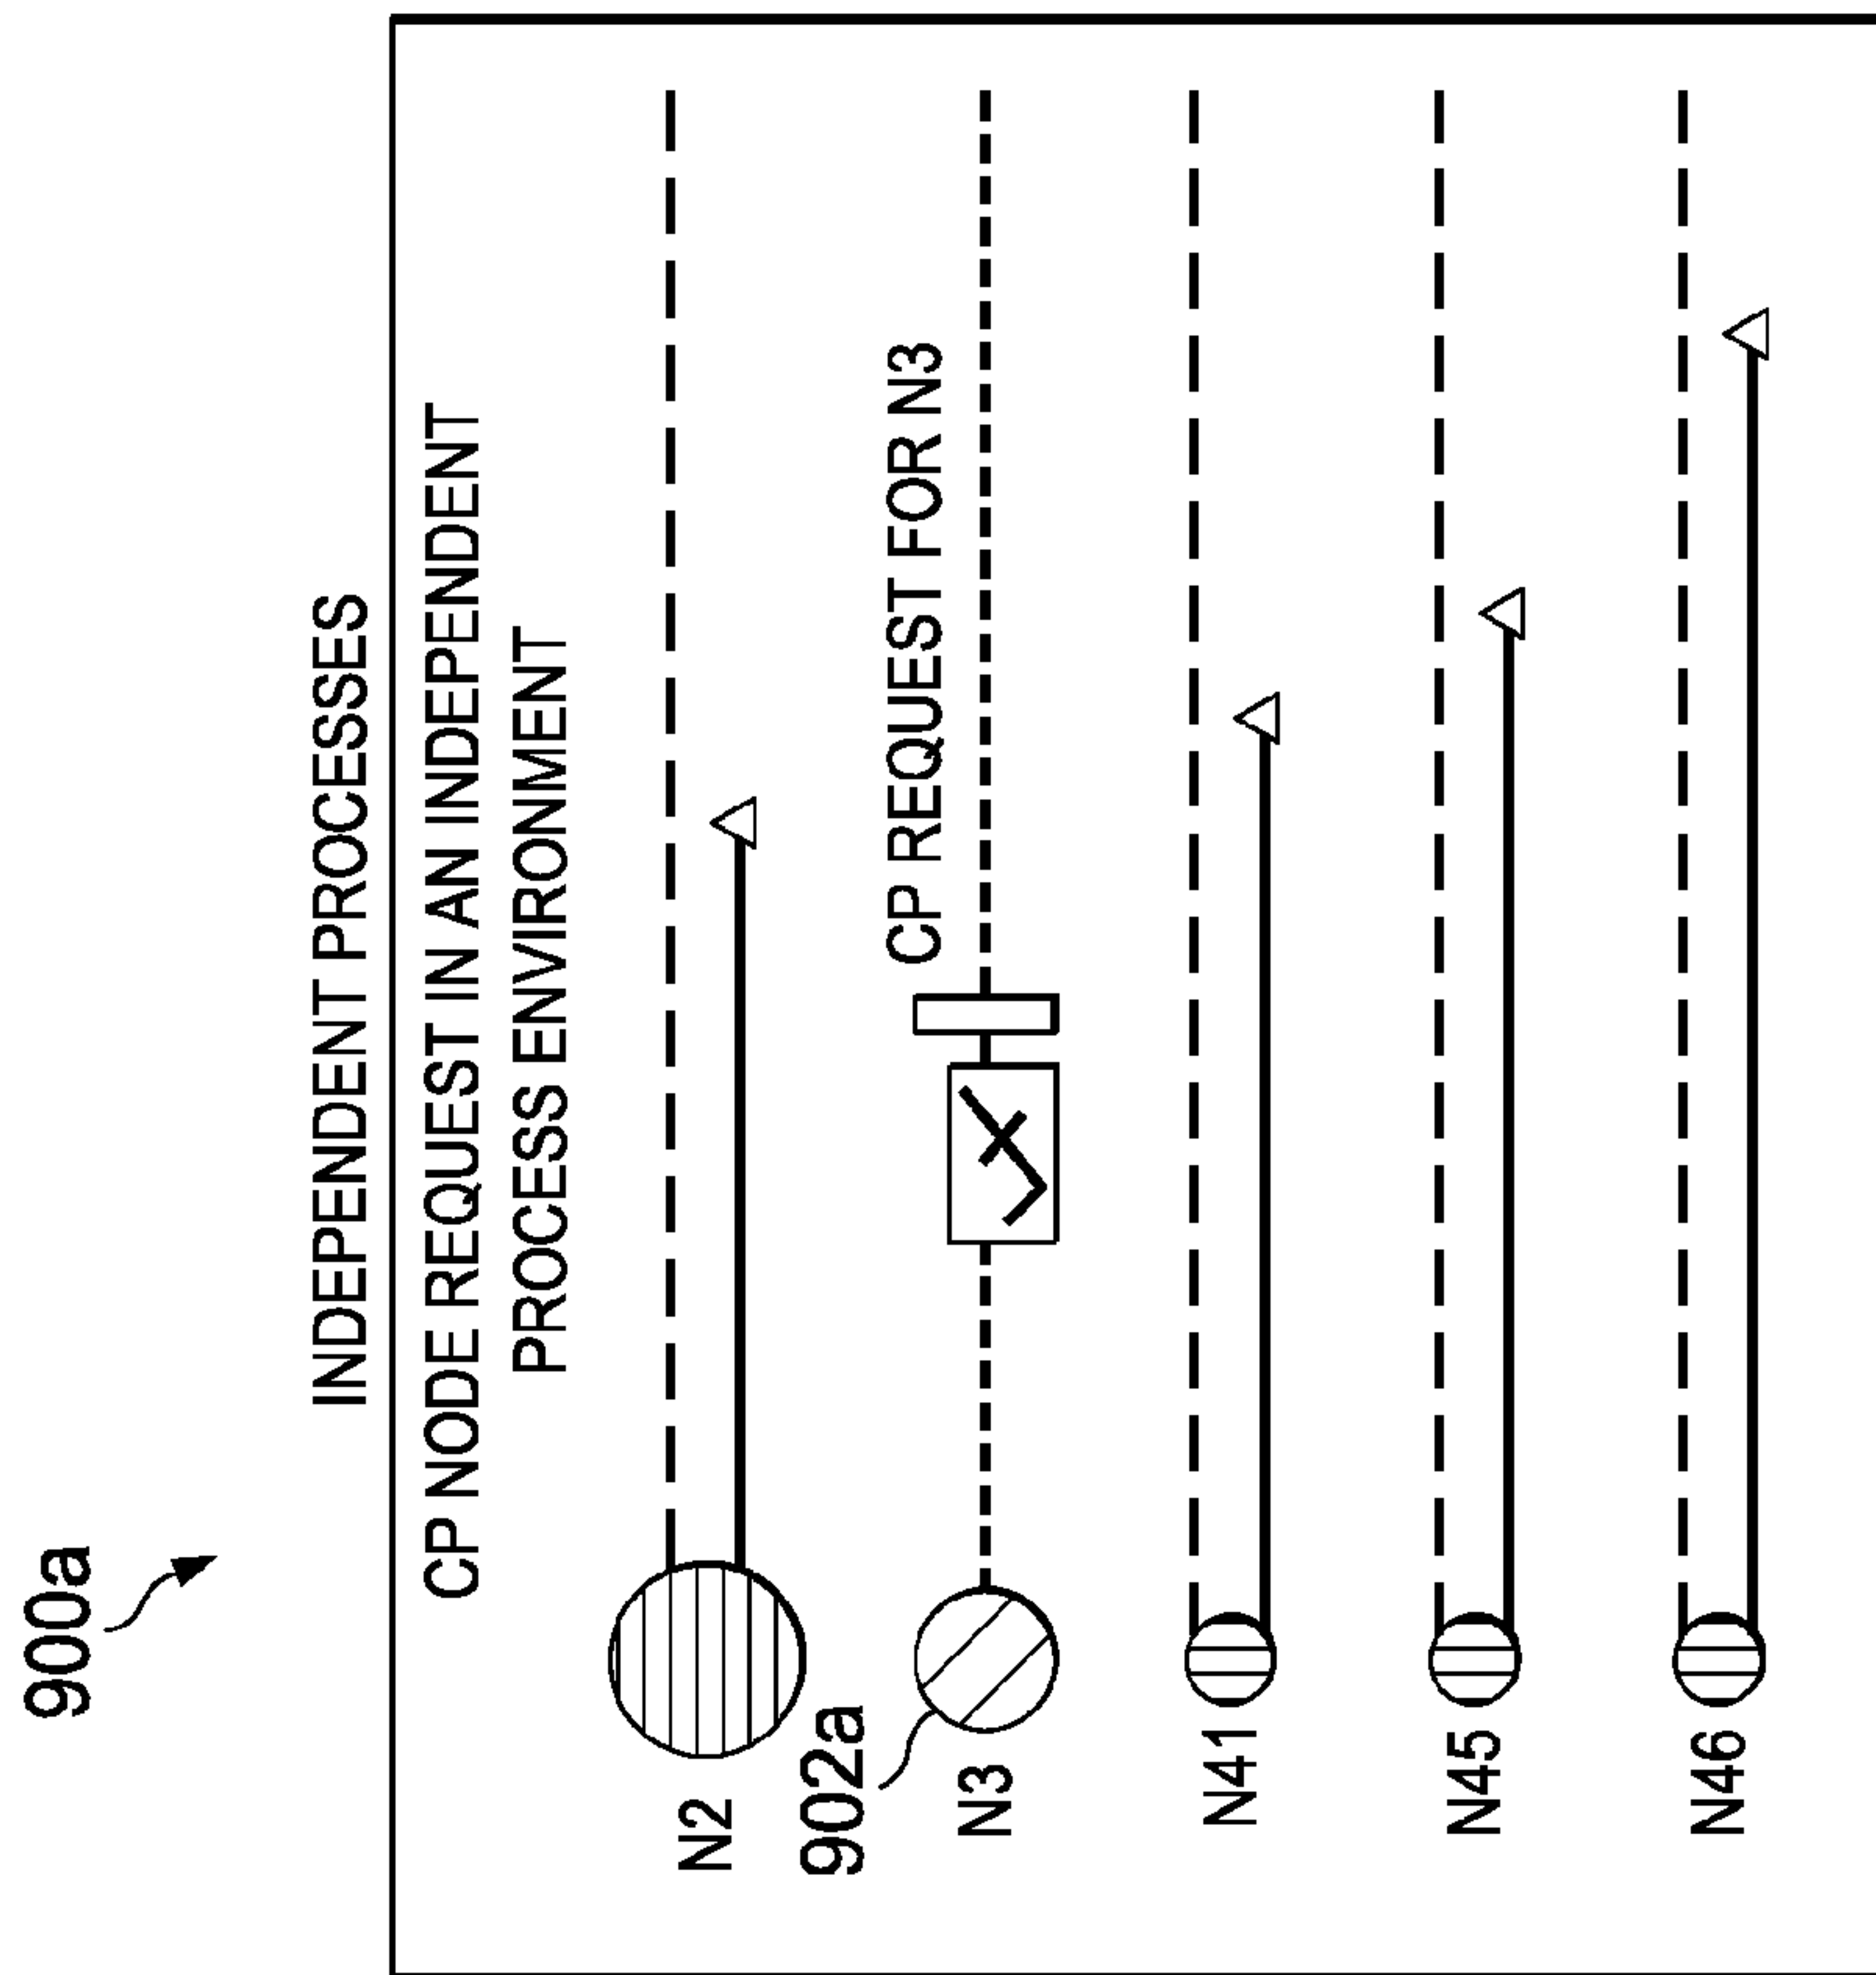 900a
INDEPENDENT PROCESSES
CP NODE REQUEST IN AN INDEPENDENT
PROCESS ENVIRONMENT
N2
902a
CP REQUEST FOR N3
N3
N41
N45
N46